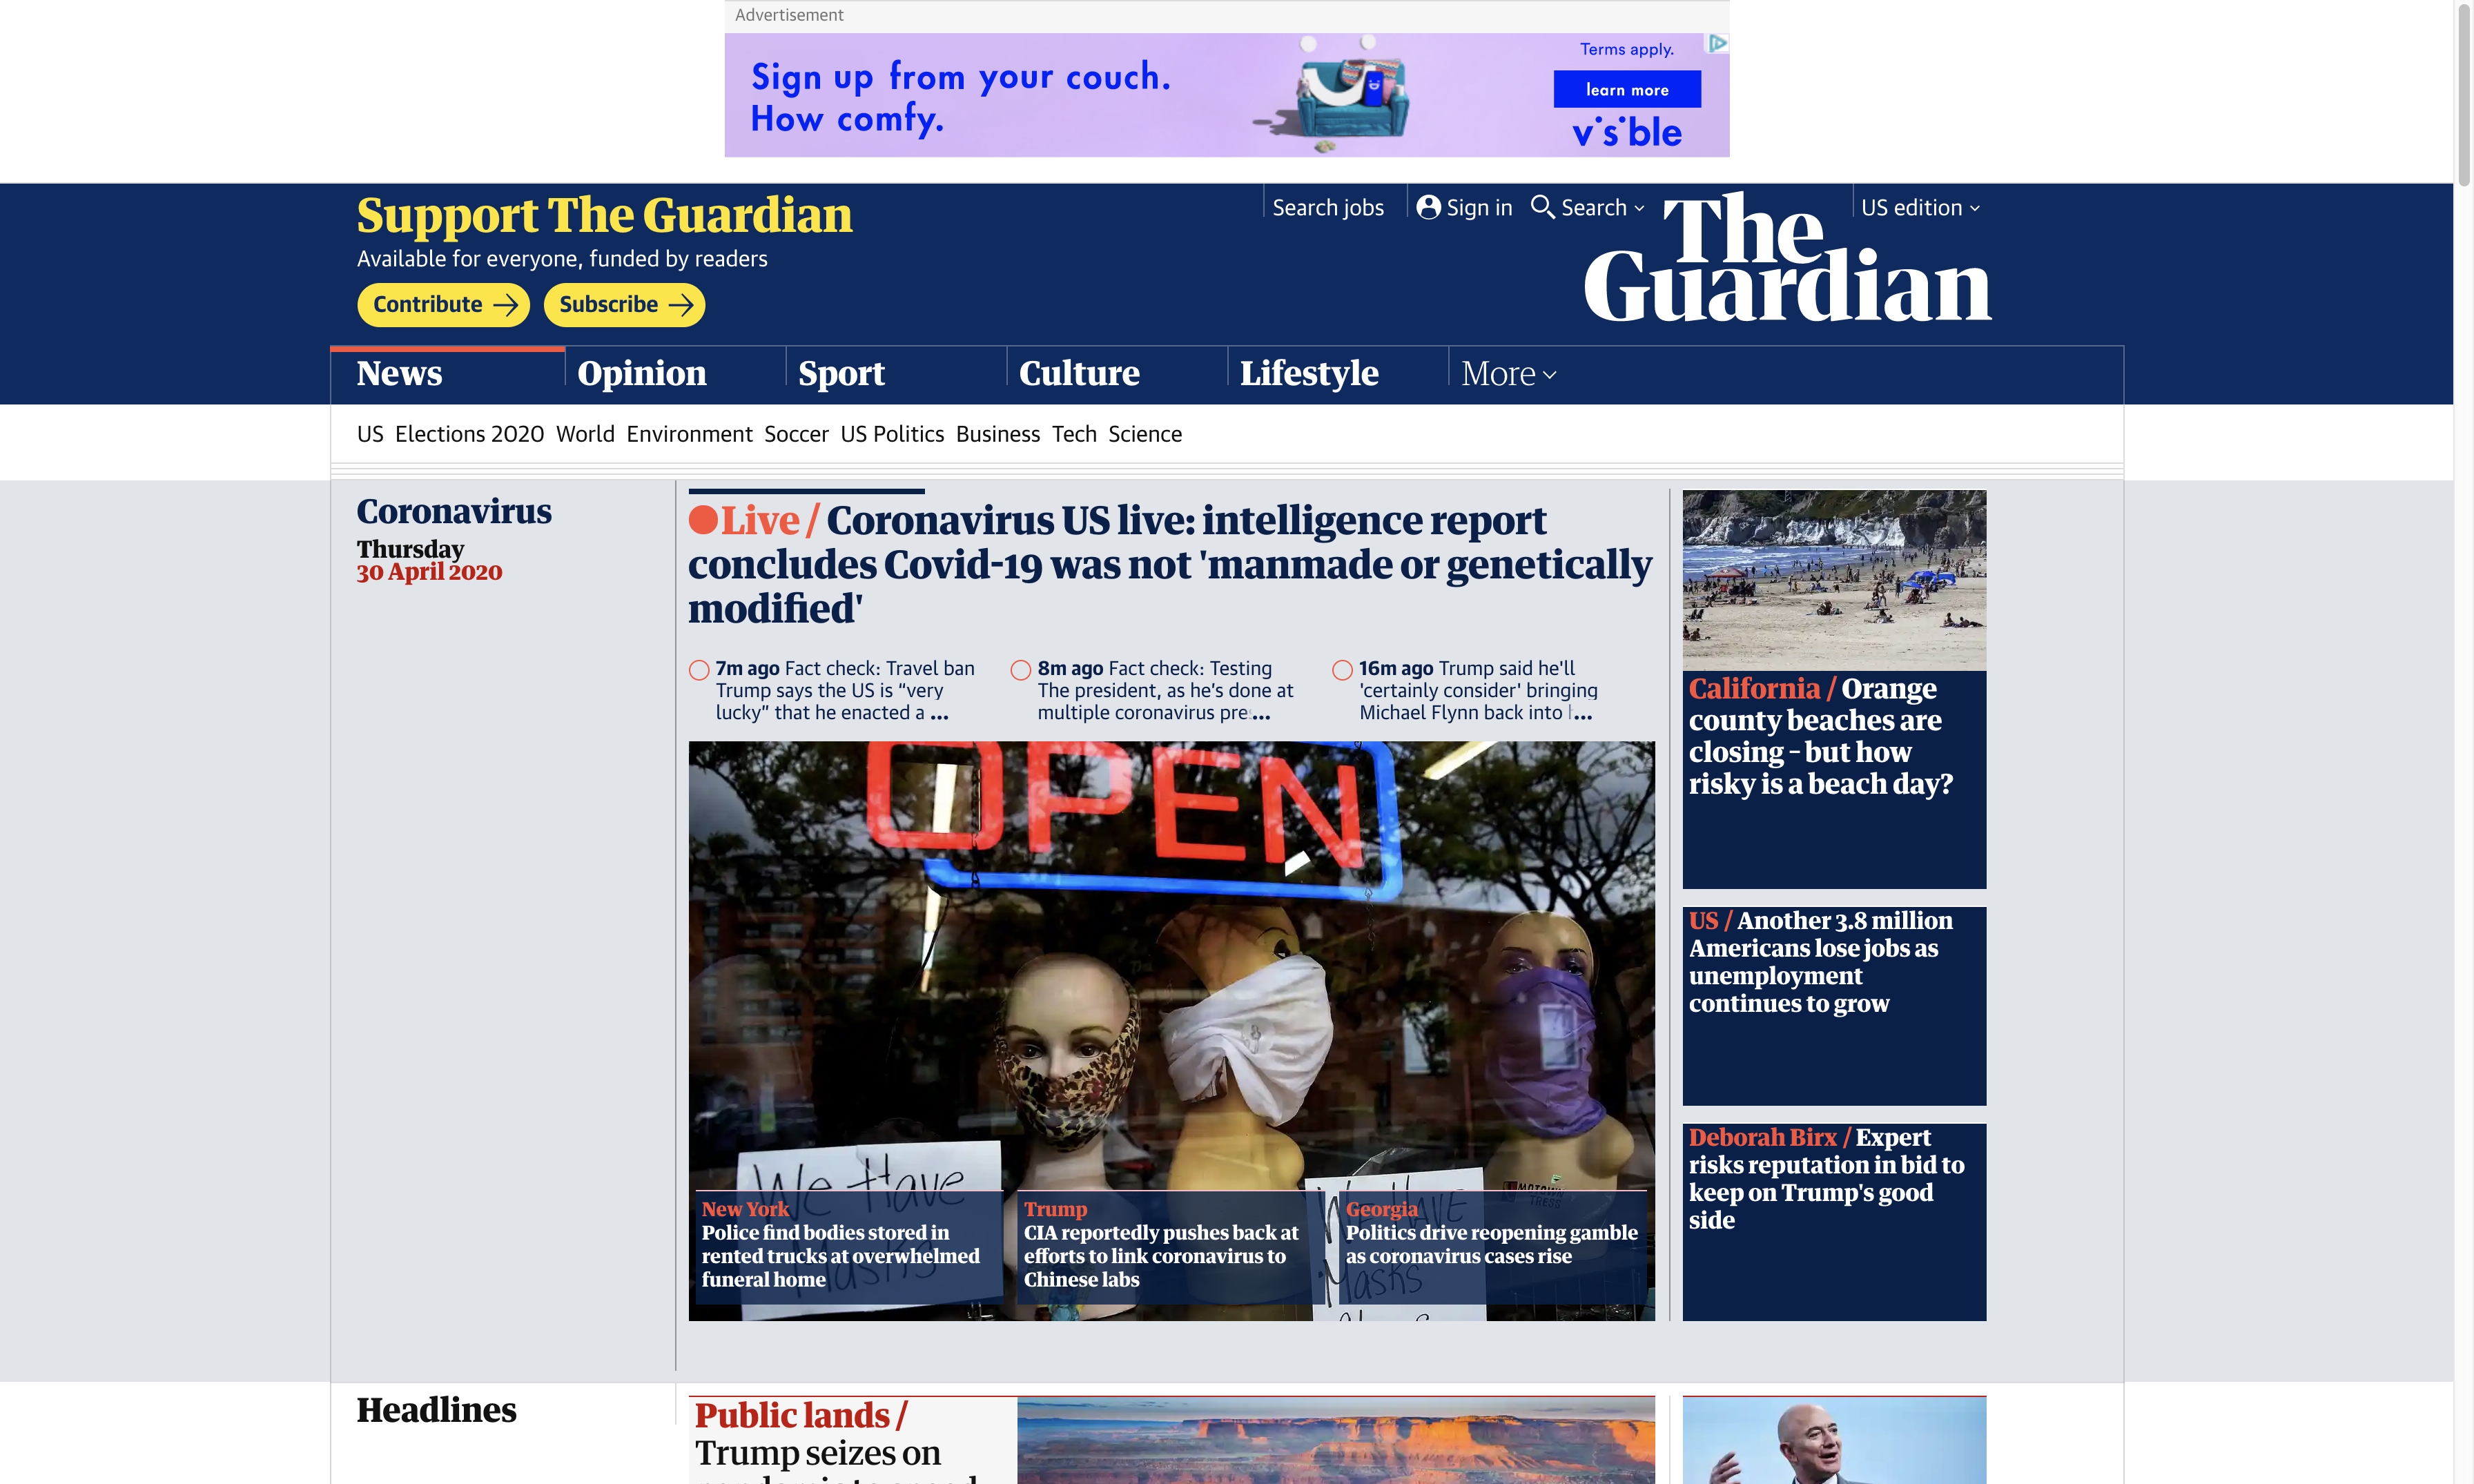 Advertisement
Sign up from your couch.
How comfy.
Terms apply.
learn more
visible
Support The Guardian
Available for everyone, funded by readers
Contribute
Subscribe
Search jobs
Sign in
Search
US edition
The
Guardian
News
Opinion
Sport
Culture
Lifestyle
More
US Elections 2020 World Environment Soccer US Politics Business Tech Science
Coronavirus
Thursday
30 April 2020
Live / Coronavirus US live: intelligence report
concludes Covid-19 was not 'manmade or genetically
modified'
7m ago Fact check: Travel ban
Trump says the US is “very
lucky” that he enacted a ...
8m ago Fact check: Testing
The president, as he’s done at
multiple coronavirus pre...
16m ago Trump said he'll
'certainly consider' bringing
Michael Flynn back into ...
OPEN
We Have
Masks
We HAVE
Masks
MOTOWN
PRESS
New York
Police find bodies stored in
rented trucks at overwhelmed
funeral home
Trump
CIA reportedly pushes back at
efforts to link coronavirus to
Chinese labs
Georgia
Politics drive reopening gamble
as coronavirus cases rise
California / Orange
county beaches are
closing – but how
risky is a beach day?
US / Another 3.8 million
Americans lose jobs as
unemployment
continues to grow
Deborah Birx / Expert
risks reputation in bid to
keep on Trump's good
side
Headlines
Public lands /
Trump seizes on